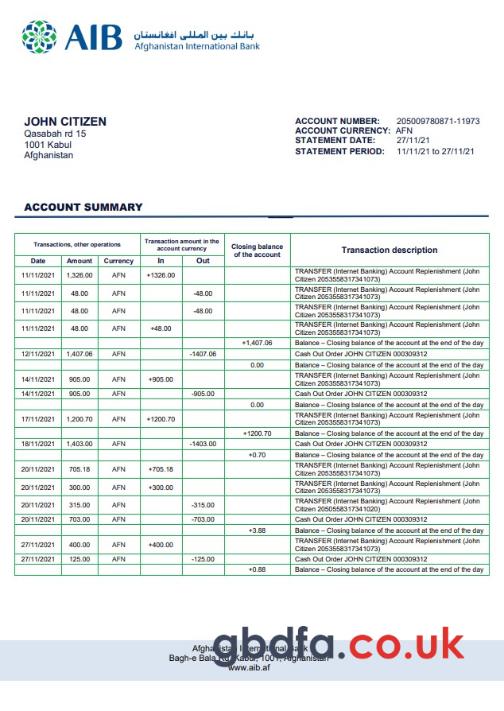 AIB
بانك بين المللى افغانستان
Afghanistan International Bank
JOHN CITIZEN
Qasabah rd 15
1001 Kabul
Afghanistan
ACCOUNT NUMBER: 205009780871-11973
ACCOUNT CURRENCY: AFN
STATEMENT DATE: 27/11/21
STATEMENT PERIOD: 11/11/21 to 27/11/21
ACCOUNT SUMMARY
Transactions, other operations
Transaction amount in the
account currency
Closing balance
of the account
Transaction description
Date Amount Currency In Out
11/11/2021 1,326.00 AFN +1326.00 TRANSFER (Internet Banking) Account Replenishment (John
Citizen 2053558317341073)
11/11/2021 48.00 AFN -48.00 TRANSFER (Internet Banking) Account Replenishment (John
Citizen 2053558317341073)
11/11/2021 48.00 AFN -48.00 TRANSFER (Internet Banking) Account Replenishment (John
Citizen 2053558317341073)
11/11/2021 48.00 AFN +48.00 TRANSFER (Internet Banking) Account Replenishment (John
Citizen 2053558317341073)
+1,407.06 Balance – Closing balance of the account at the end of the day
12/11/2021 1,407.06 AFN -1407.06 Cash Out Order JOHN CITIZEN 000309312
0.00 Balance – Closing balance of the account at the end of the day
14/11/2021 905.00 AFN +905.00 TRANSFER (Internet Banking) Account Replenishment (John
Citizen 2053558317341073)
14/11/2021 905.00 AFN -905.00 Cash Out Order JOHN CITIZEN 000309312
0.00 Balance – Closing balance of the account at the end of the day
17/11/2021 1,200.70 AFN +1200.70 TRANSFER (Internet Banking) Account Replenishment (John
Citizen 2053558317341073)
+1200.70 Balance – Closing balance of the account at the end of the day
18/11/2021 1,403.00 AFN -1403.00 Cash Out Order JOHN CITIZEN 000309312
+0.70 Balance – Closing balance of the account at the end of the day
20/11/2021 705.18 AFN +705.18 TRANSFER (Internet Banking) Account Replenishment (John
Citizen 2053558317341073)
20/11/2021 300.00 AFN +300.00 TRANSFER (Internet Banking) Account Replenishment (John
Citizen 2053558317341073)
20/11/2021 315.00 AFN -315.00 TRANSFER (Internet Banking) Account Replenishment (John
Citizen 2050558317341020)
20/11/2021 703.00 AFN -703.00 Cash Out Order JOHN CITIZEN 000309312
+3.88 Balance – Closing balance of the account at the end of the day
27/11/2021 400.00 AFN +400.00 TRANSFER (Internet Banking) Account Replenishment (John
Citizen 2053558317341073)
27/11/2021 125.00 AFN -125.00 Cash Out Order JOHN CITIZEN 000309312
+0.88 Balance – Closing balance of the account at the end of the day
gbdfa.co.uk
Afghanistan International Bank
Bagh-e Bala Rd, Kabul, 1001, Afghanistan
www.aib.af